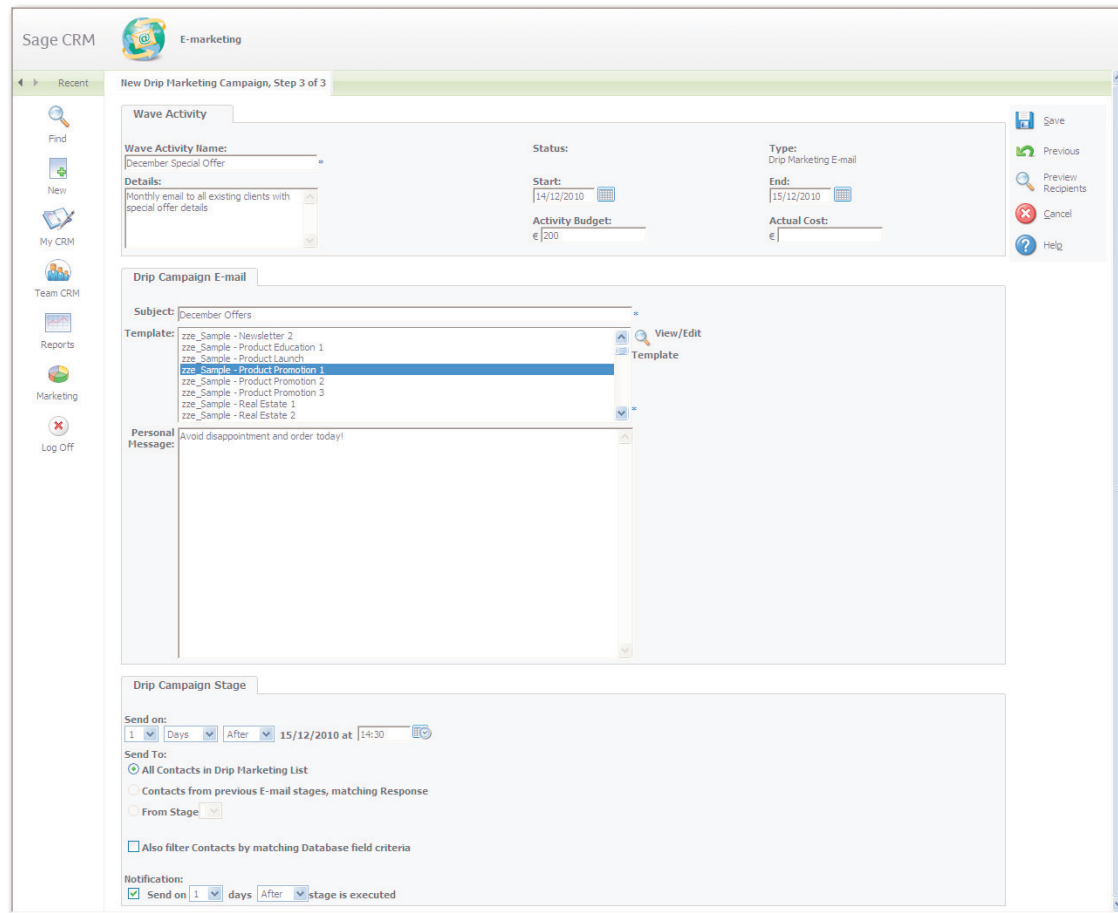 Sage CRM
E-marketing
Recent
New Drip Marketing Campaign, Step 3 of 3
Find
New
My CRM
Team CRM
Reports
Marketing
Log Off
Wave Activity
Wave Activity Name:
December Special Offer *
Status:
Type:
Drip Marketing E-mail
Details:
Monthly email to all existing clients with
special offer details
Start:
14/12/2010
End:
15/12/2010
Activity Budget:
€ 200
Actual Cost:
€
Save
Previous
Preview
Recipients
Cancel
Help
Drip Campaign E-mail
Subject: December Offers *
Template:
zze_Sample - Newsletter 2
zze_Sample - Product Education 1
zze_Sample - Product Launch
zze_Sample - Product Promotion 1
zze_Sample - Product Promotion 2
zze_Sample - Product Promotion 3
zze_Sample - Real Estate 1
zze_Sample - Real Estate 2
*
View/Edit
Template
Personal
Message:
Avoid disappointment and order today!
Drip Campaign Stage
Send on:
1 Days After 15/12/2010 at 14:30
Send To:
All Contacts in Drip Marketing List
Contacts from previous E-mail stages, matching Response
From Stage
Also filter Contacts by matching Database field criteria
Notification:
Send on 1 days After stage is executed